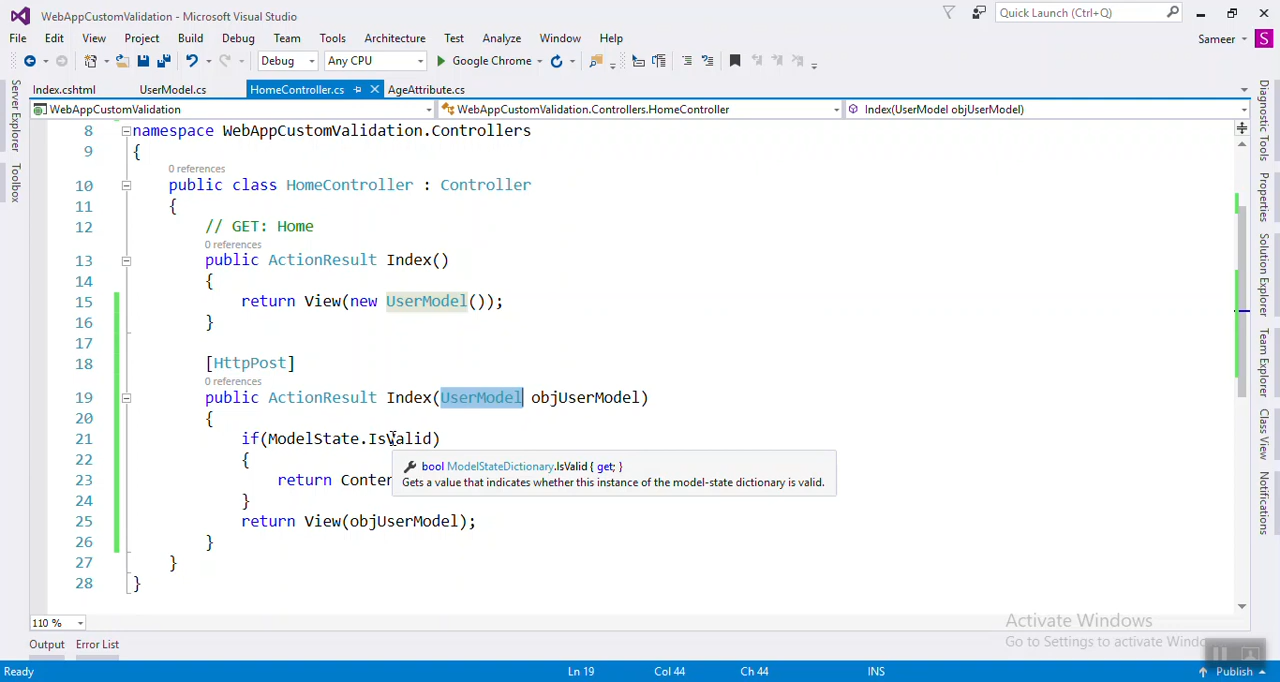 WebAppCustomValidation - Microsoft Visual Studio
Quick Launch (Ctrl+Q)
File Edit View Project Build Debug Team Tools Architecture Test Analyze Window Help
Sameer S
Debug Any CPU Google Chrome
Index.cshtml UserModel.cs HomeController.cs AgeAttribute.cs
WebAppCustomValidation WebAppCustomValidation.Controllers.HomeController Index(UserModel objUserModel)
Server Explorer
Toolbox
8 namespace WebAppCustomValidation.Controllers
9 {
0 references
10 public class HomeController : Controller
11 {
12 // GET: Home
0 references
13 public ActionResult Index()
14 {
15 return View(new UserModel());
16 }
17
18 [HttpPost]
0 references
19 public ActionResult Index(UserModel objUserModel)
20 {
21 if(ModelState.IsValid)
22 {
bool ModelStateDictionary.IsValid { get; }
23 return Conten
Gets a value that indicates whether this instance of the model-state dictionary is valid.
24 }
25 return View(objUserModel);
26 }
27 }
28 }
Diagnostic Tools
Properties
Solution Explorer
Team Explorer
Class View
Notifications
110 %
Activate Windows
Go to Settings to activate Windo
Output Error List
Ready Ln 19 Col 44 Ch 44 INS Publish